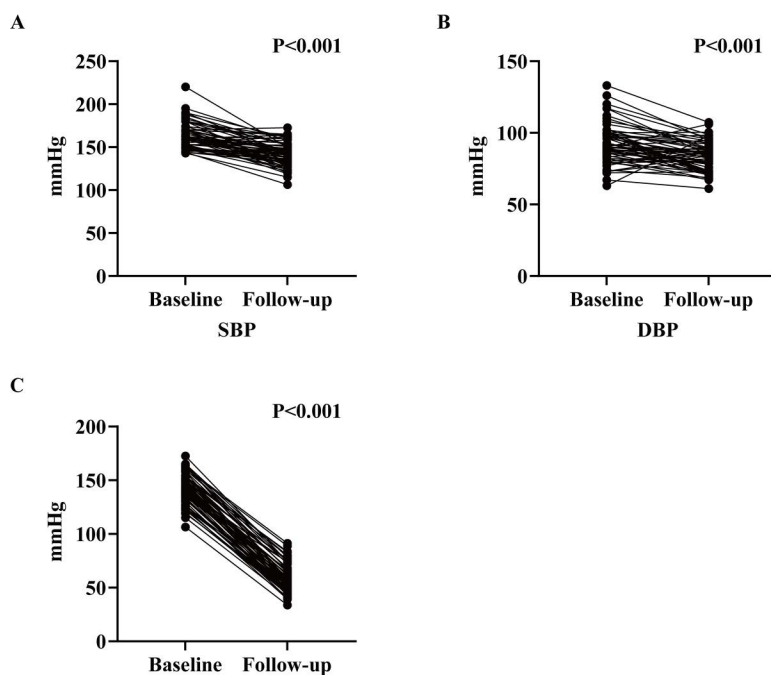 A
P<0.001
250
200
150
100
50
0
mmHg
Baseline Follow-up
SBP
B
P<0.001
150
100
50
0
mmHg
Baseline Follow-up
DBP
C
P<0.001
200
150
100
50
0
mmHg
Baseline Follow-up